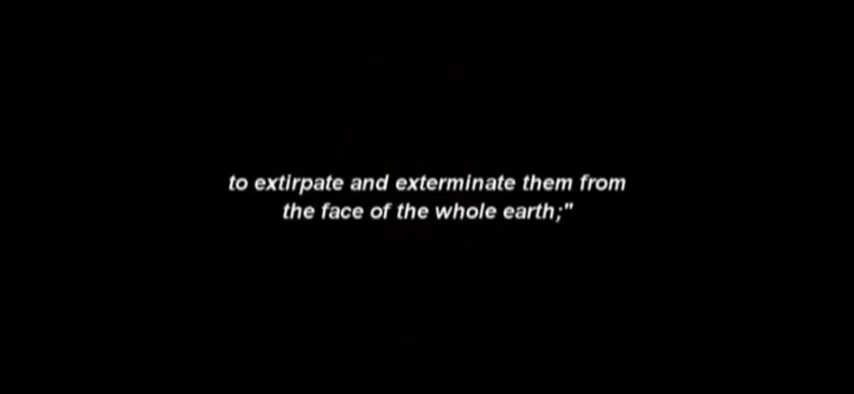 to extirpate and exterminate them from
the face of the whole earth;"